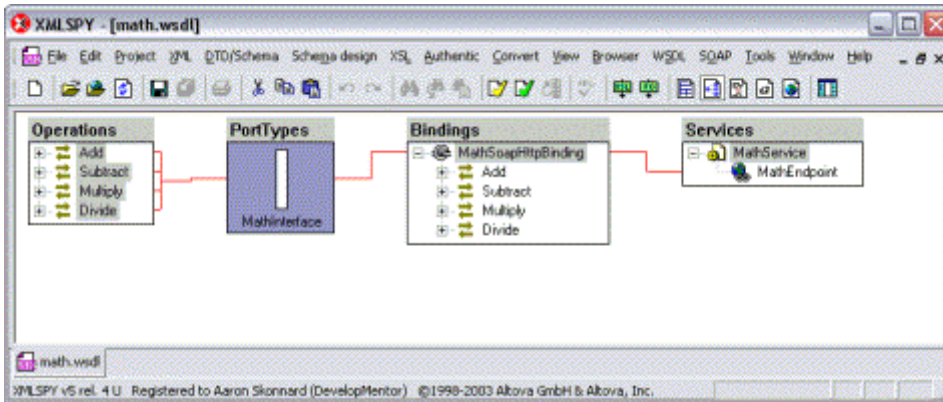 XMLSPY - [math.wsdl]
File Edit Project XML DTD/Schema Schema design XSL Authentic Convert View Browser WSDL SOAP Tools Window Help
Operations
Add
Subtract
Multiply
Divide
PortTypes
MathInterface
Bindings
MathSoapHttpBinding
Add
Subtract
Multiply
Divide
Services
MathService
MathEndpoint
math.wsdl
XMLSPY v5 rel. 4 U Registered to Aaron Skonnard (DevelopMentor) ©1998-2003 Altova GmbH & Altova, Inc.